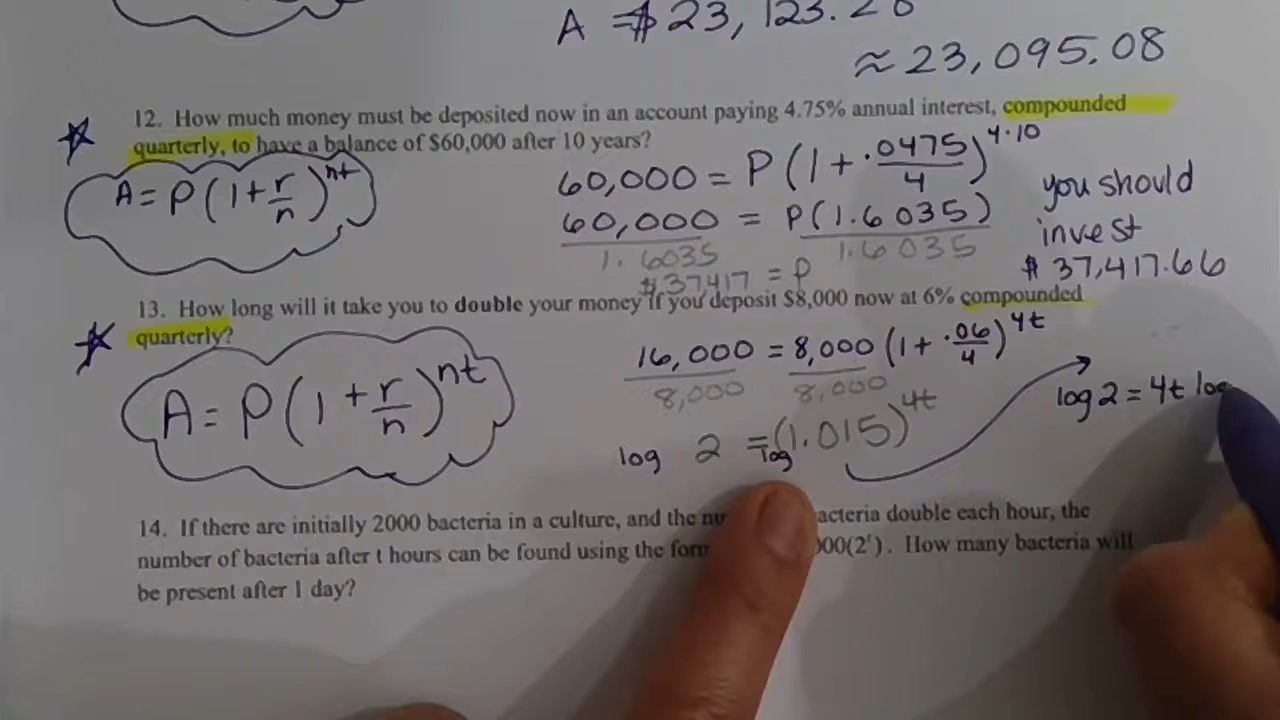 A = $23,123.28
≈ 23,095.08
12. How much money must be deposited now in an account paying 4.75% annual interest, compounded
quarterly, to have a balance of $60,000 after 10 years?
A = P(1+r/n)^nt
60,000 = P(1+.0475/4)^4·10
60,000 = P(1.6035)
1.6035 1.6035
$37417 = P
you should
invest
$37,417.66
13. How long will it take you to double your money if you deposit $8,000 now at 6% compounded
quarterly?
A = P(1+r/n)^nt
16,000 = 8,000(1+.06/4)^4t
8,000 8,000
log 2 = log(1.015)^4t
log 2 = 4t log
14. If there are initially 2000 bacteria in a culture, and the nu acteria double each hour, the
number of bacteria after t hours can be found using the form 000(2^t). How many bacteria will
be present after 1 day?